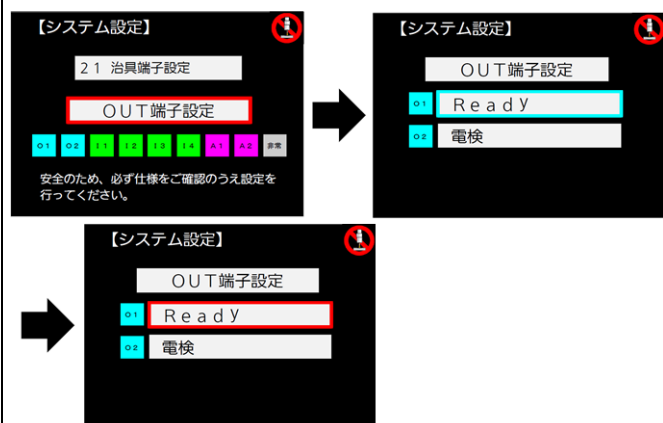 【システム設定】
21 治具端子設定
OUT端子設定
O1 O2 I1 I2 I3 I4 A1 A2 非常
安全のため、必ず仕様をご確認のうえ設定を
行ってください。
【システム設定】
OUT端子設定
O1 Ready
O2 電検
【システム設定】
OUT端子設定
O1 Ready
O2 電検